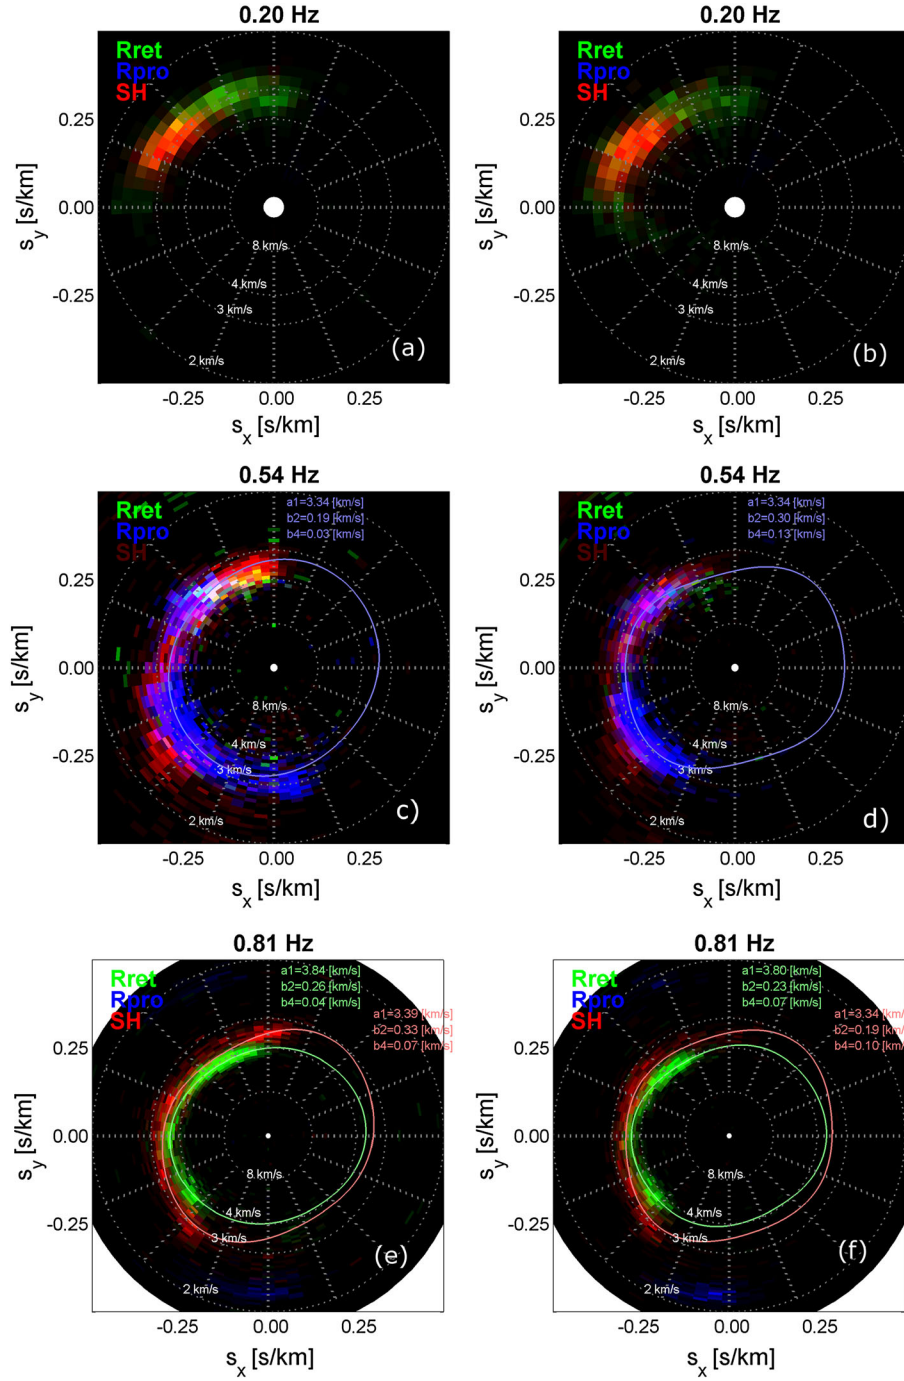 0.20 Hz
Rret
Rpro
SH
0.25
0.00
-0.25
s_y [s/km]
8 km/s
4 km/s
3 km/s
2 km/s
(a)
-0.25 0.00 0.25
s_x [s/km]
0.20 Hz
Rret
Rpro
SH
0.25
0.00
-0.25
s_y [s/km]
8 km/s
4 km/s
3 km/s
2 km/s
(b)
-0.25 0.00 0.25
s_x [s/km]
0.54 Hz
Rret
Rpro
SH
a1=3.34 [km/s]
b2=0.19 [km/s]
b4=0.03 [km/s]
0.25
0.00
-0.25
s_y [s/km]
8 km/s
4 km/s
3 km/s
2 km/s
c)
-0.25 0.00 0.25
s_x [s/km]
0.54 Hz
Rret
Rpro
SH
a1=3.34 [km/s]
b2=0.30 [km/s]
b4=0.13 [km/s]
0.25
0.00
-0.25
s_y [s/km]
8 km/s
4 km/s
3 km/s
2 km/s
d)
-0.25 0.00 0.25
s_x [s/km]
0.81 Hz
Rret
Rpro
SH
a1=3.84 [km/s]
b2=0.26 [km/s]
b4=0.04 [km/s]
a1=3.39 [km/s]
b2=0.33 [km/s]
b4=0.07 [km/s]
0.25
0.00
-0.25
s_y [s/km]
8 km/s
4 km/s
3 km/s
2 km/s
(e)
-0.25 0.00 0.25
s_x [s/km]
0.81 Hz
Rret
Rpro
SH
a1=3.80 [km/s]
b2=0.23 [km/s]
b4=0.07 [km/s]
a1=3.34 [km/s
b2=0.19 [km/s]
b4=0.10 [km/s]
0.25
0.00
-0.25
s_y [s/km]
8 km/s
4 km/s
3 km/s
2 km/s
(f)
-0.25 0.00 0.25
s_x [s/km]